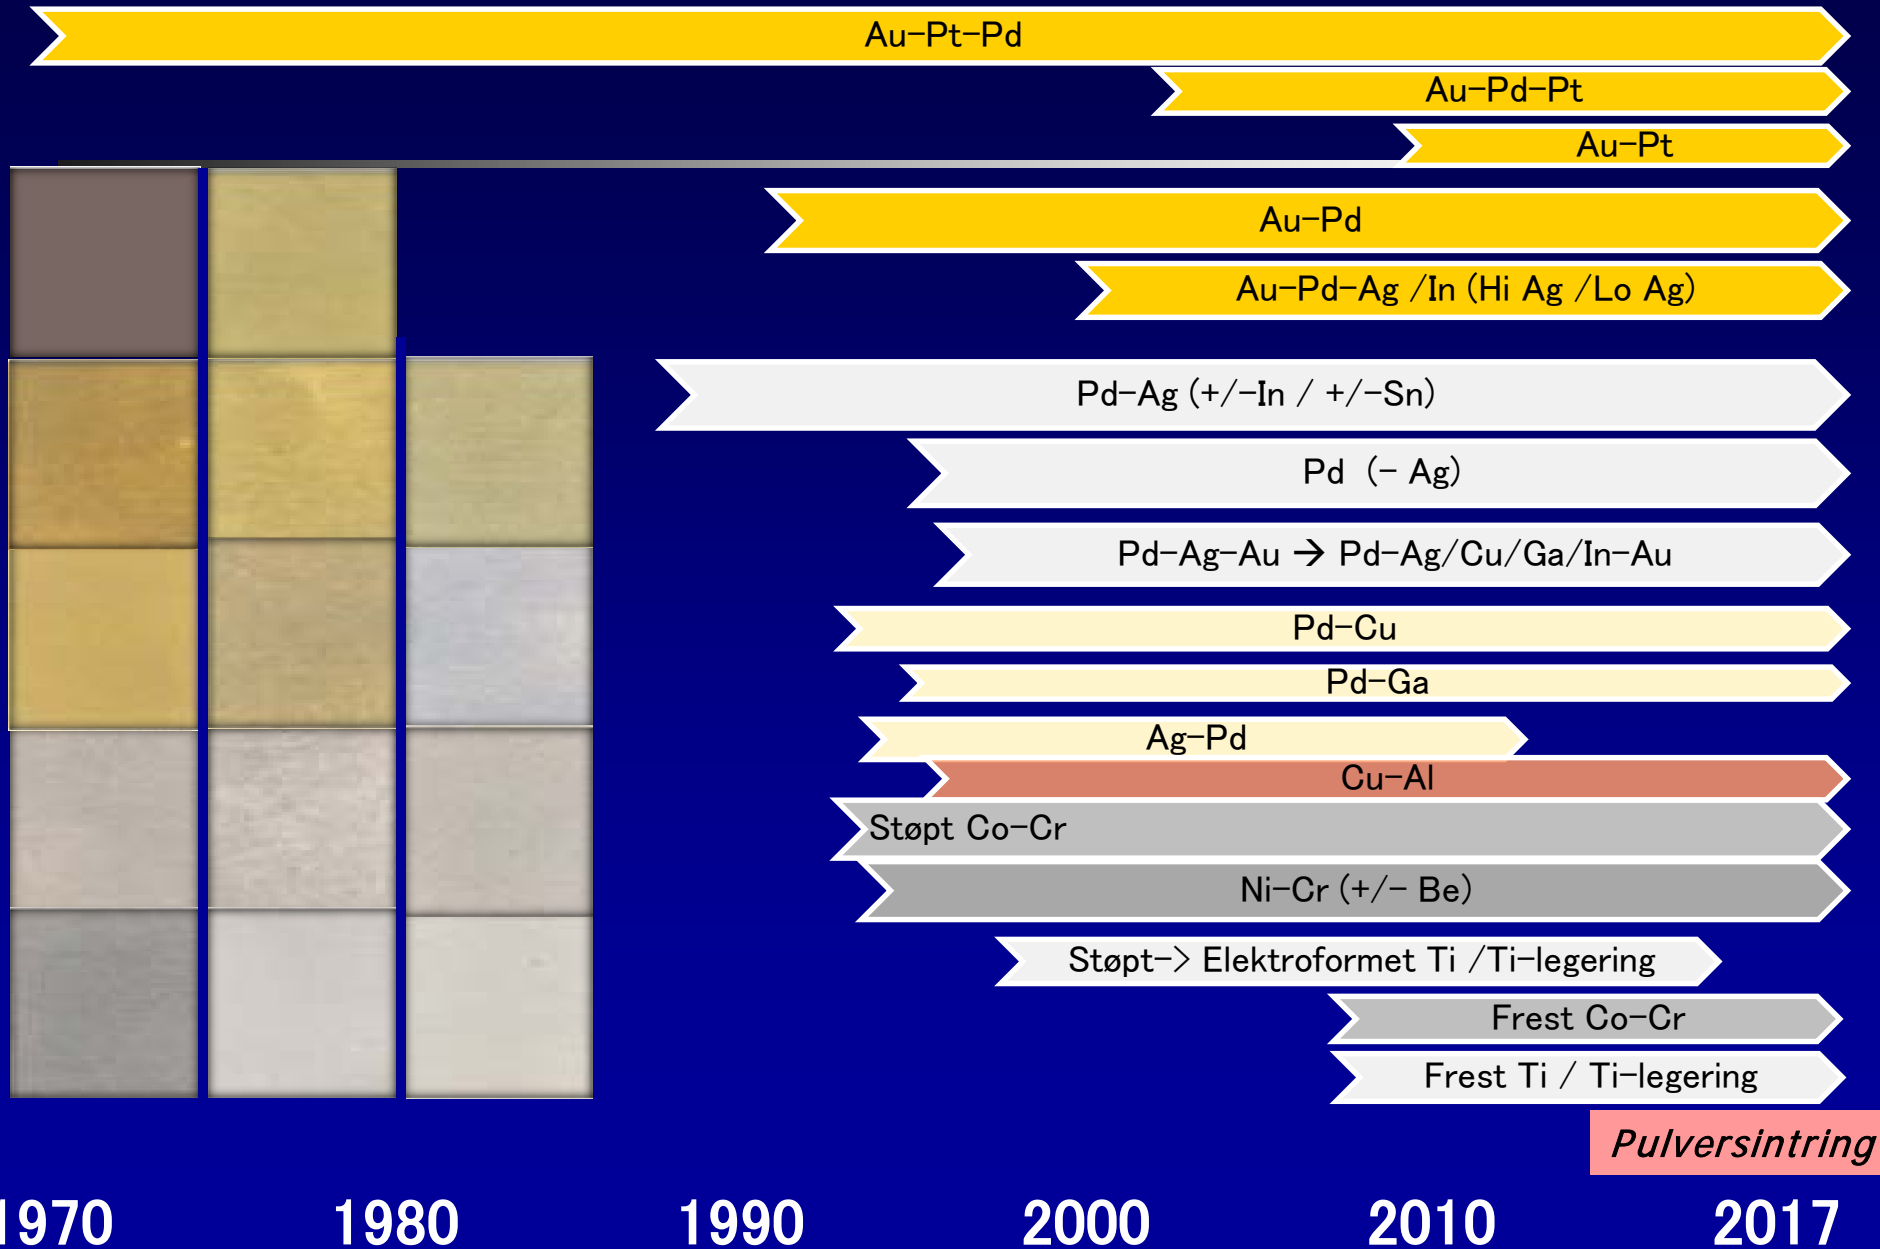 Au-Pt-Pd
Au-Pd-Pt
Au-Pt
Au-Pd
Au-Pd-Ag /In (Hi Ag /Lo Ag)
Pd-Ag (+/-In / +/-Sn)
Pd (- Ag)
Pd-Ag-Au → Pd-Ag/Cu/Ga/In-Au
Pd-Cu
Pd-Ga
Ag-Pd
Cu-Al
Støpt Co-Cr
Ni-Cr (+/- Be)
Støpt-> Elektroformet Ti /Ti-legering
Frest Co-Cr
Frest Ti / Ti-legering
Pulversintring
1970 1980 1990 2000 2010 2017